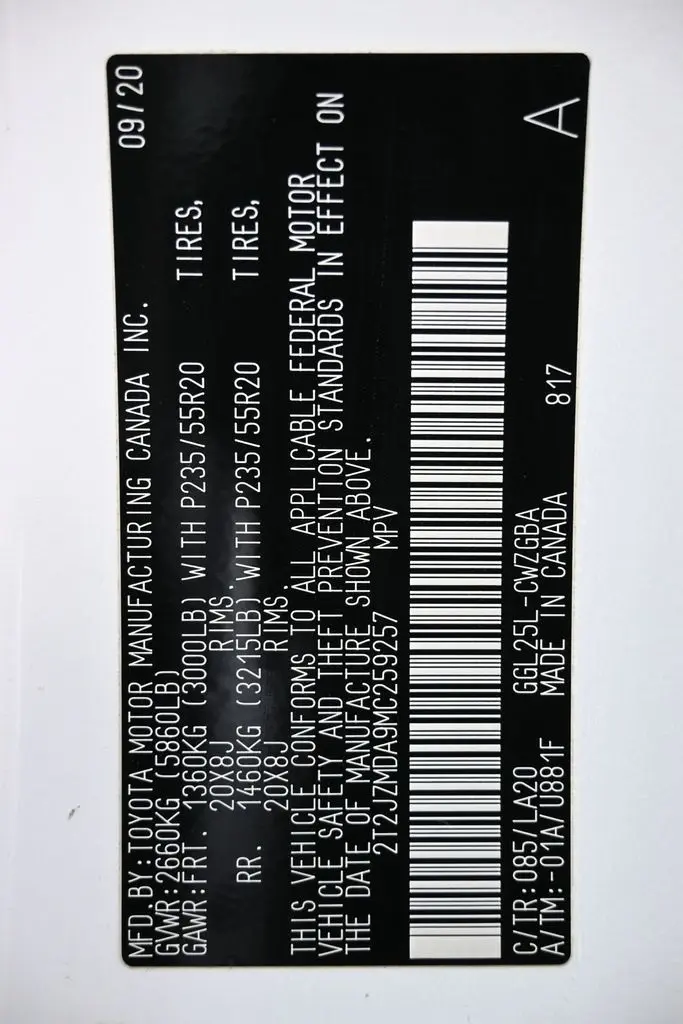 MFD.BY:TOYOTA MOTOR MANUFACTURING CANADA INC. 09/20
GVWR:2660KG (5860LB)
GAWR:FRT. 1360KG (3000LB) WITH P235/55R20 TIRES,
20X8J RIMS.
RR. 1460KG (3215LB) WITH P235/55R20 TIRES,
20X8J RIMS.
THIS VEHICLE CONFORMS TO ALL APPLICABLE FEDERAL MOTOR
VEHICLE SAFETY AND THEFT PREVENTION STANDARDS IN EFFECT ON
THE DATE OF MANUFACTURE SHOWN ABOVE.
2T2JZMDA9MC259257 MPV
C/TR:085/LA20 GGL25L-CWZGBA
A/TM:-01A/U881F MADE IN CANADA 817
A